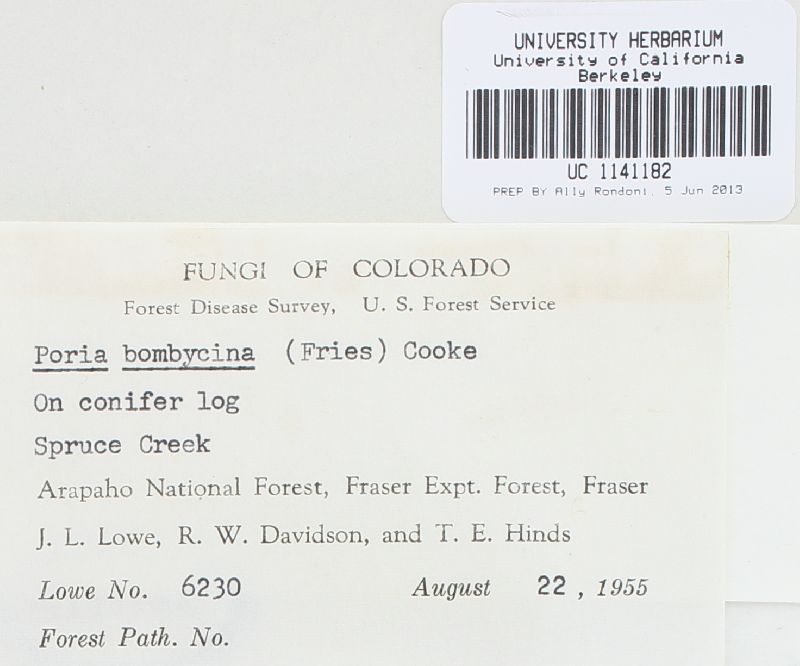 UNIVERSITY HERBARIUM
University of California
Berkeley
UC 1141182
PREP BY Ally Rondoni, 5 Jun 2013
FUNGI OF COLORADO
Forest Disease Survey, U. S. Forest Service
Poria bombycina (Fries) Cooke
On conifer log
Spruce Creek
Arapaho National Forest, Fraser Expt. Forest, Fraser
J. L. Lowe, R. W. Davidson, and T. E. Hinds
Lowe No. 6230 August 22, 1955
Forest Path. No.